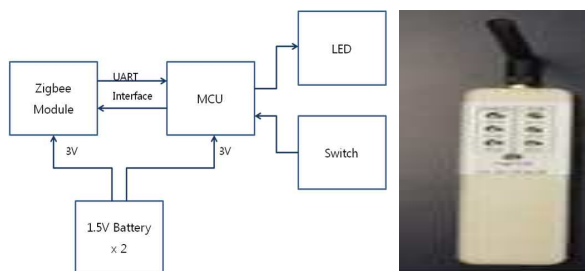 LED
Zigbee
Module
UART
Interface
MCU
3V
3V
Switch
1.5V Battery
x 2